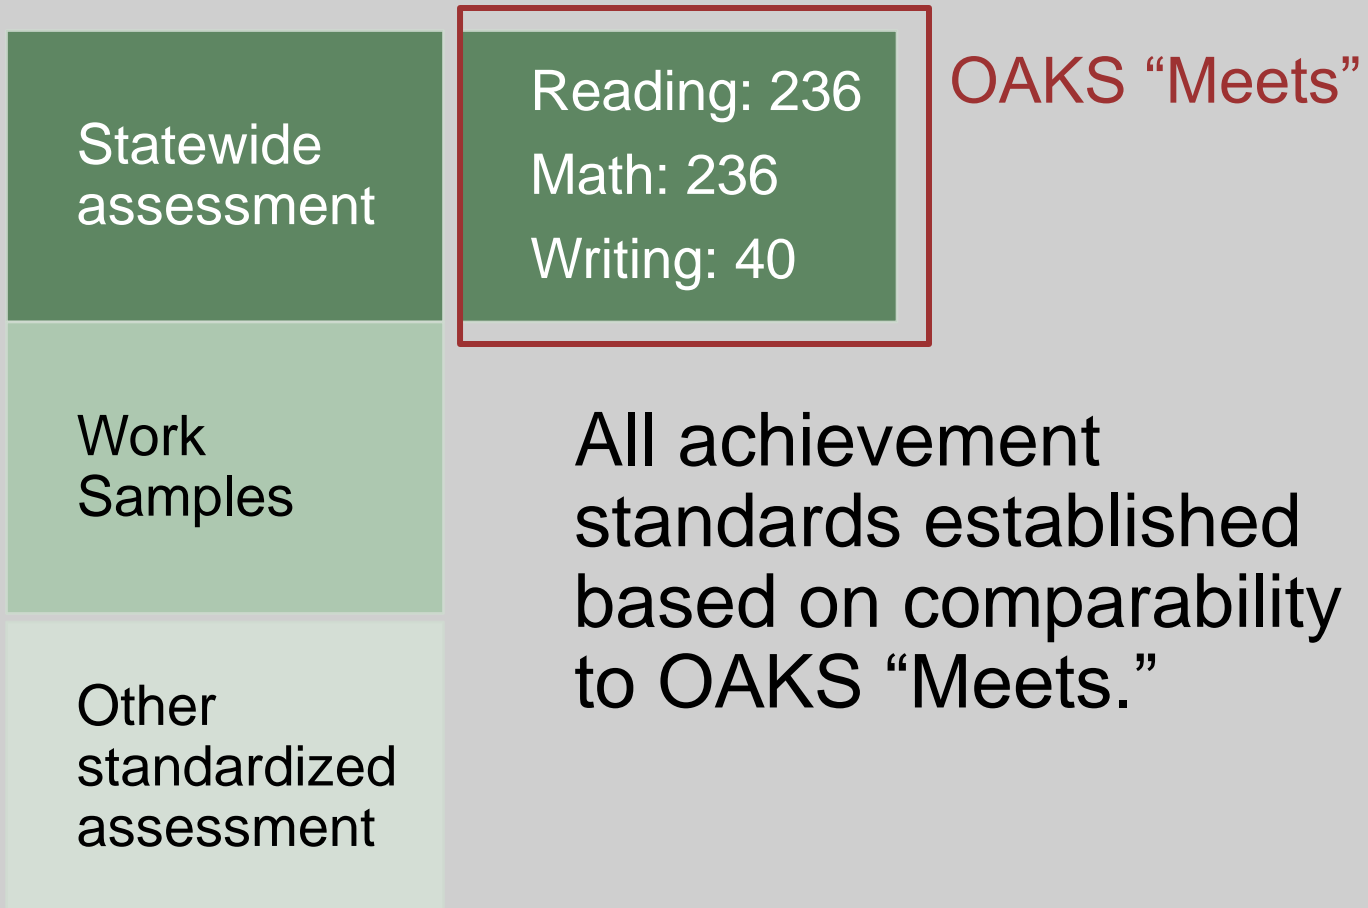 Statewide
assessment
Reading: 236
Math: 236
Writing: 40
OAKS “Meets”
Work
Samples
All achievement
standards established
based on comparability
to OAKS “Meets.”
Other
standardized
assessment